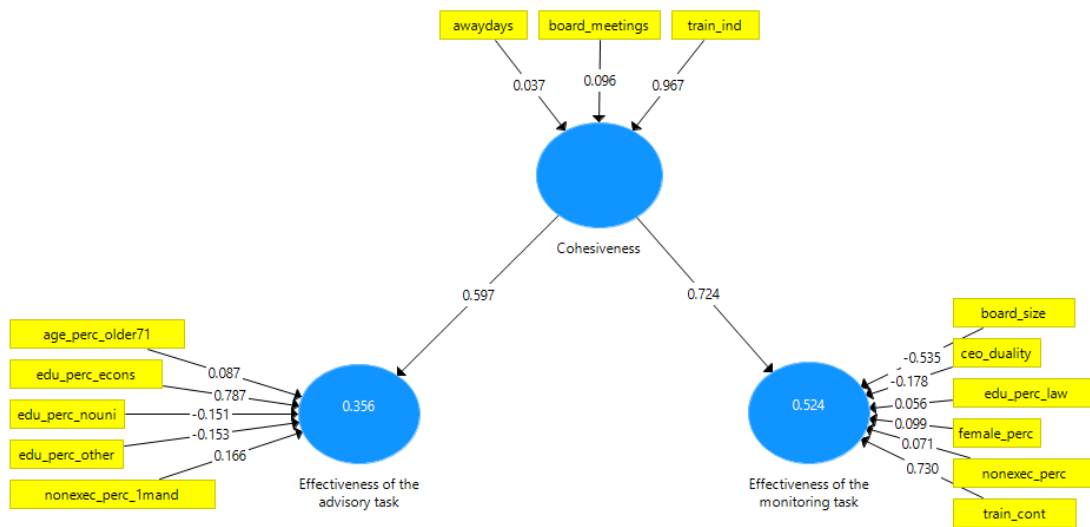 awaydays
board_meetings
train_ind
0.037
0.096
0.967
Cohesiveness
0.597
0.724
age_perc_older71
edu_perc_econs
edu_perc_nouni
edu_perc_other
nonexec_perc_1mand
0.087
0.787
-0.151
-0.153
0.166
0.356
Effectiveness of the
advisory task
0.524
Effectiveness of the
monitoring task
-0.535
-0.178
0.056
0.099
0.071
0.730
board_size
ceo_duality
edu_perc_law
female_perc
nonexec_perc
train_cont